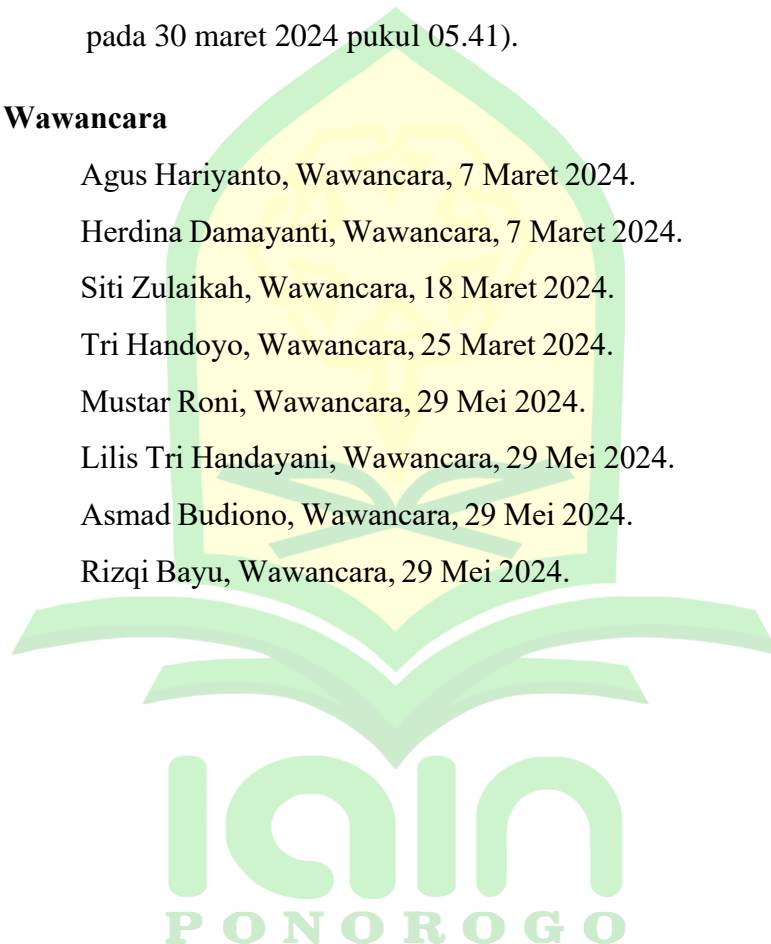 pada 30 maret 2024 pukul 05.41).
Wawancara
Agus Hariyanto, Wawancara, 7 Maret 2024.
Herdina Damayanti, Wawancara, 7 Maret 2024.
Siti Zulaikah, Wawancara, 18 Maret 2024.
Tri Handoyo, Wawancara, 25 Maret 2024.
Mustar Roni, Wawancara, 29 Mei 2024.
Lilis Tri Handayani, Wawancara, 29 Mei 2024.
Asmad Budiono, Wawancara, 29 Mei 2024.
Rizqi Bayu, Wawancara, 29 Mei 2024.
IAIN
PONOROGO